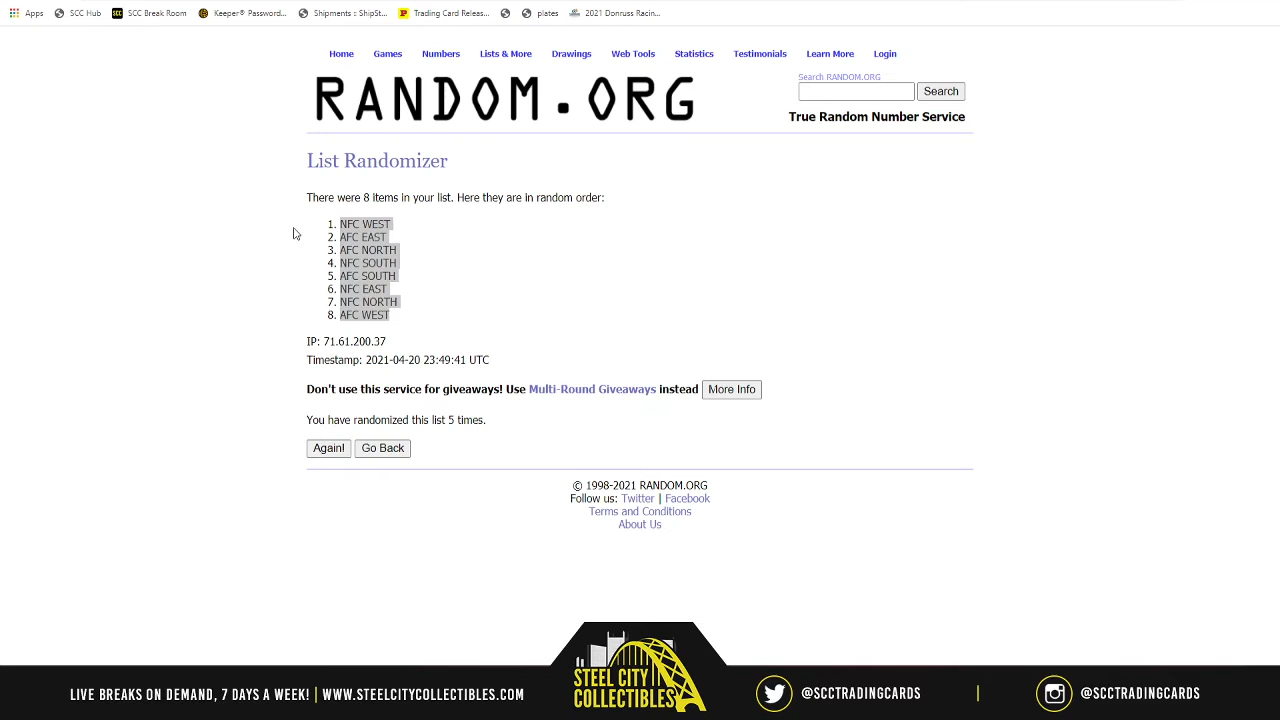 Apps SCC Hub SCC SCC Break Room Keeper® Password... Shipments :: ShipSt... Trading Card Releas... plates 2021 Donruss Racin...
Home Games Numbers Lists & More Drawings Web Tools Statistics Testimonials Learn More Login
RANDOM.ORG
Search RANDOM.ORG
Search
True Random Number Service
List Randomizer
There were 8 items in your list. Here they are in random order:
1. NFC WEST
2. AFC EAST
3. AFC NORTH
4. NFC SOUTH
5. AFC SOUTH
6. NFC EAST
7. NFC NORTH
8. AFC WEST
IP: 71.61.200.37
Timestamp: 2021-04-20 23:49:41 UTC
Don't use this service for giveaways! Use Multi-Round Giveaways instead More Info
You have randomized this list 5 times.
Again! Go Back
© 1998-2021 RANDOM.ORG
Follow us: Twitter | Facebook
Terms and Conditions
About Us
LIVE BREAKS ON DEMAND, 7 DAYS A WEEK! | WWW.STEELCITYCOLLECTIBLES.COM
STEEL CITY
COLLECTIBLES
@SCCTRADINGCARDS | @SCCTRADINGCARDS